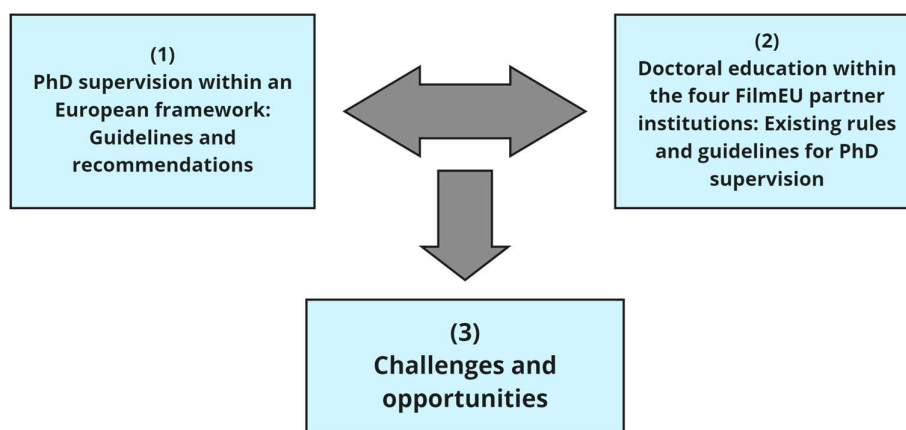 (1)
PhD supervision within an
European framework:
Guidelines and
recommendations
(2)
Doctoral education within
the four FilmEU partner
institutions: Existing rules
and guidelines for PhD
supervision
(3)
Challenges and
opportunities